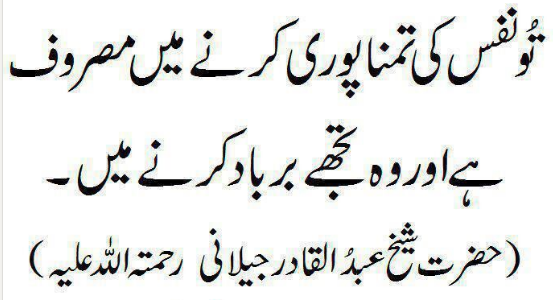 تُو نفس کی تمنا پوری کرنے میں مصروف
ہے اور وہ تجھے برباد کرنے میں۔
(حضرت شیخ عبدُالقادر جیلانی رحمتہ اللہ علیہ)